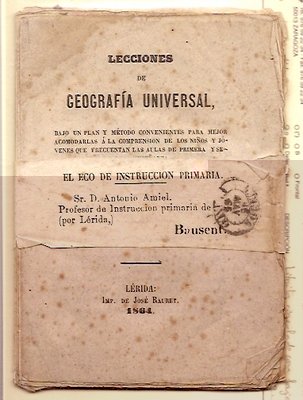 LECCIONES
DE
GEOGRAFÍA UNIVERSAL,
BAJO UN PLAN Y MÉTODO CONVENIENTES PARA MEJOR
ACOMODARLAS Á LA COMPRENSION DE LOS NIÑOS Y JÓ-
VENES QUE FRECUENTAN LAS AULAS DE PRIMERA Y SE-
EL ECO DE INSTRUCCION PRIMARIA.
Sr. D. Antonio Amiel.
Profesor de Instruccion primaria de
(por Lérida,)
Bausent
LÉRIDA:
IMP. DE JOSÉ RAURET.
1864.